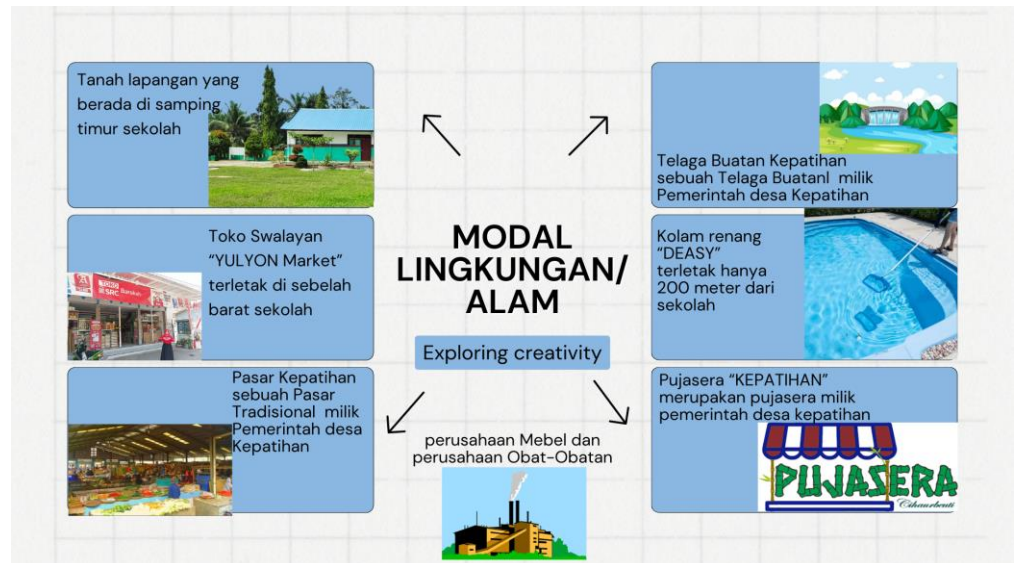 Tanah lapangan yang
berada di samping
timur sekolah
Toko Swalayan
“YULYON Market”
terletak di sebelah
barat sekolah
TOKO
SRC
Pasar Kepatihan
sebuah Pasar
Tradisional milik
Pemerintah desa
Kepatihan
MODAL
LINGKUNGAN/
ALAM
Exploring creativity
perusahaan Mebel dan
perusahaan Obat-Obatan
Telaga Buatan Kepatihan
sebuah Telaga Buatanl milik
Pemerintah desa Kepatihan
Kolam renang
“DEASY”
terletak hanya
200 meter dari
sekolah
Pujasera “KEPATIHAN”
merupakan pujasera milik
pemerintah desa kepatihan
PUJASERA
Cihaurbeuti